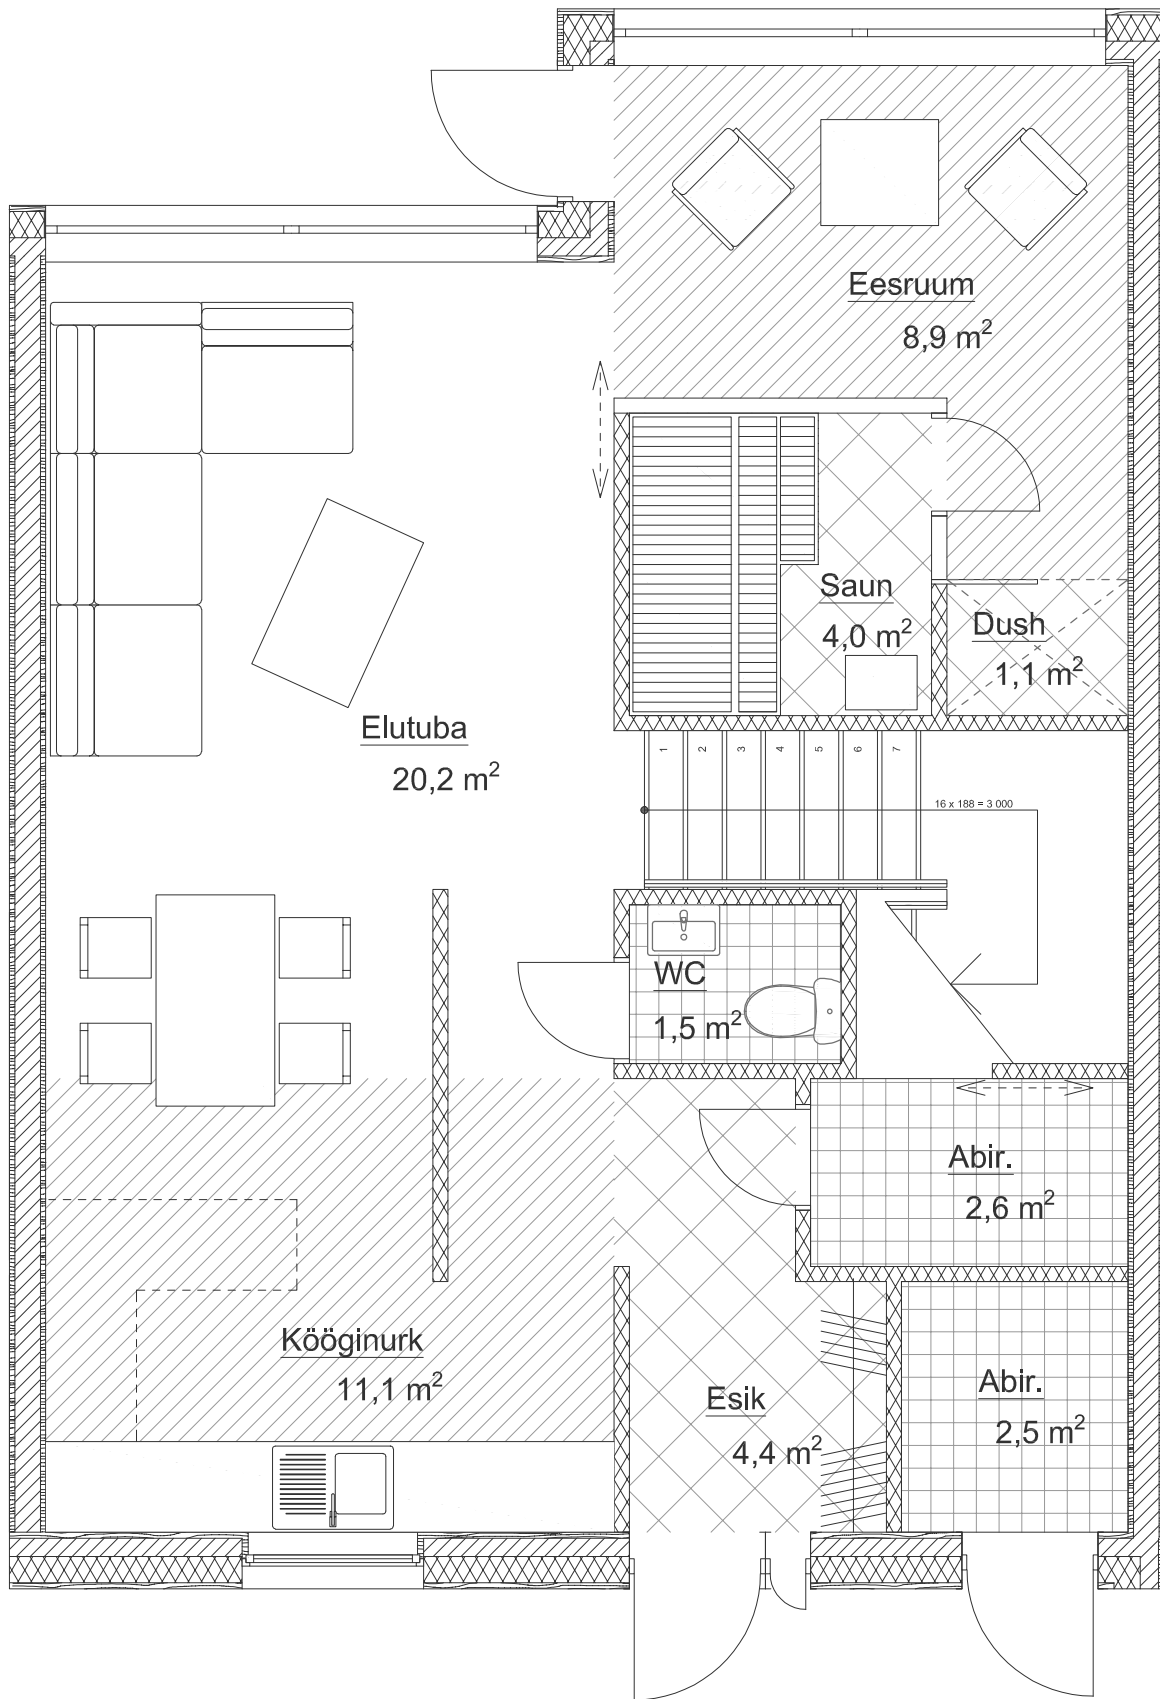 Eesruum
8,9 m²
Saun
4,0 m²
Dush
1,1 m²
Elutuba
20,2 m²
1 2 3 4 5 6 7
16 x 188 = 3 000
WC
1,5 m²
Abir.
2,6 m²
Kööginurk
11,1 m²
Esik
4,4 m²
Abir.
2,5 m²